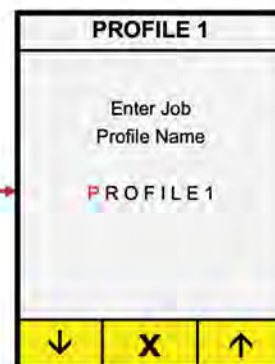 PROFILE 1
Enter Job
Profile Name
PROFILE1
↓ X ↑